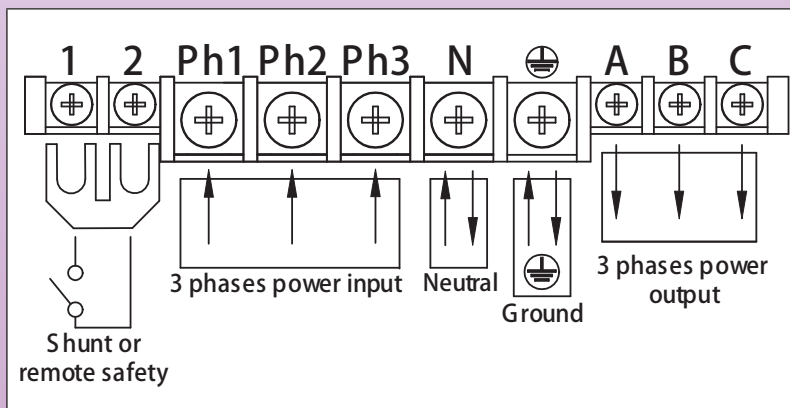 1 2 Ph1 Ph2 Ph3 N A B C
3 phases power input
Neutral
Ground
3 phases power
output
Shunt or
remote safety